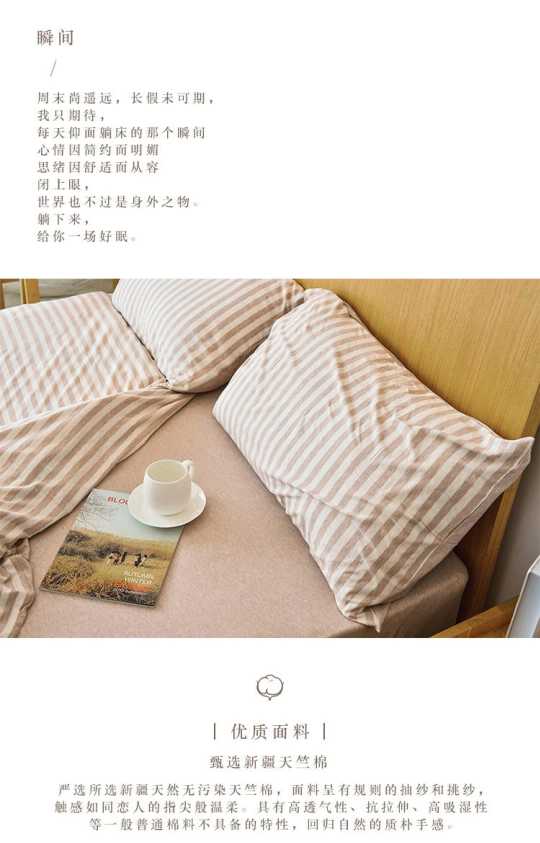 瞬间
/
周末尚遥远，长假未可期，
我只期待，
每天仰面躺床的那个瞬间
心情因简约而明媚
思绪因舒适而从容
闭上眼，
世界也不过是身外之物。
躺下来，
给你一场好眠。
AUTUMN
WINTER
| 优质面料 |
甄选新疆天竺棉
严选所选新疆天然无污染天竺棉，面料呈有规则的抽纱和挑纱，
触感如同恋人的指尖般温柔。具有高透气性、抗拉伸、高吸湿性
等一般普通棉料不具备的特性，回归自然的质朴手感。